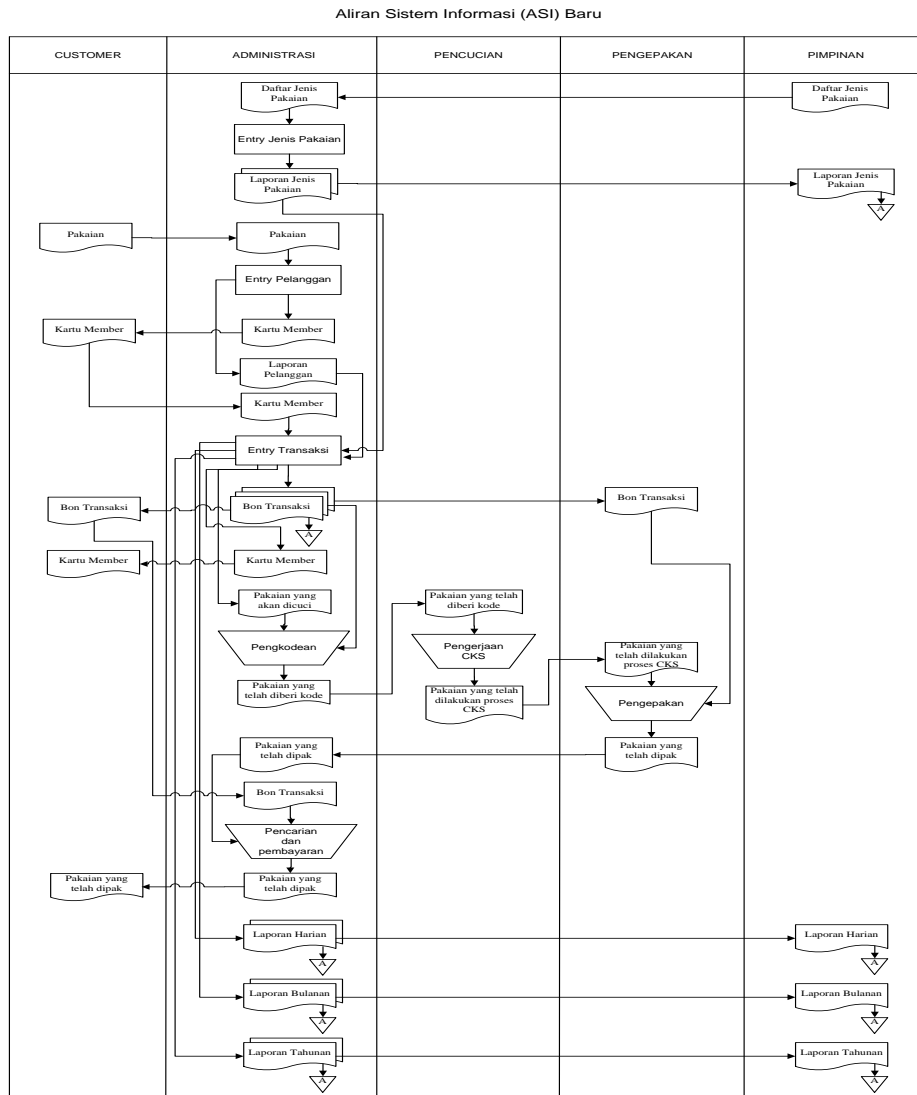 Aliran Sistem Informasi (ASI) Baru
CUSTOMER
ADMINISTRASI
PENCUCIAN
PENGEPAKAN
PIMPINAN
Daftar Jenis
Pakaian
Daftar Jenis
Pakaian
Entry Jenis Pakaian
Laporan Jenis
Pakaian
Laporan Jenis
Pakaian
A
Pakaian
Pakaian
Entry Pelanggan
Kartu Member
Kartu Member
Laporan
Pelanggan
Kartu Member
Entry Transaksi
Bon Transaksi
Bon Transaksi
A
Bon Transaksi
Kartu Member
Kartu Member
Pakaian yang
akan dicuci
Pakaian yang telah
diberi kode
Pengkodean
Pengerjaan
CKS
Pakaian yang
telah dilakukan
proses CKS
Pakaian yang
telah diberi kode
Pakaian yang telah
dilakukan proses
CKS
Pengepakan
Pakaian yang
telah dipak
Pakaian yang
telah dipak
Bon Transaksi
Pencarian
dan
pembayaran
Pakaian yang
telah dipak
Pakaian yang
telah dipak
Laporan Harian
A
Laporan Harian
A
Laporan Bulanan
A
Laporan Bulanan
A
Laporan Tahunan
A
Laporan Tahunan
A